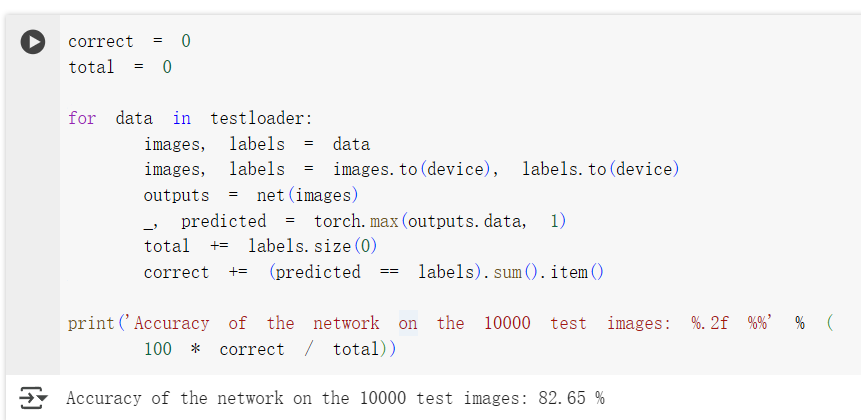 correct = 0
total = 0
for data in testloader:
images, labels = data
images, labels = images.to(device), labels.to(device)
outputs = net(images)
_, predicted = torch.max(outputs.data, 1)
total += labels.size(0)
correct += (predicted == labels).sum().item()
print('Accuracy of the network on the 10000 test images: %.2f %%' % (
100 * correct / total))
Accuracy of the network on the 10000 test images: 82.65 %